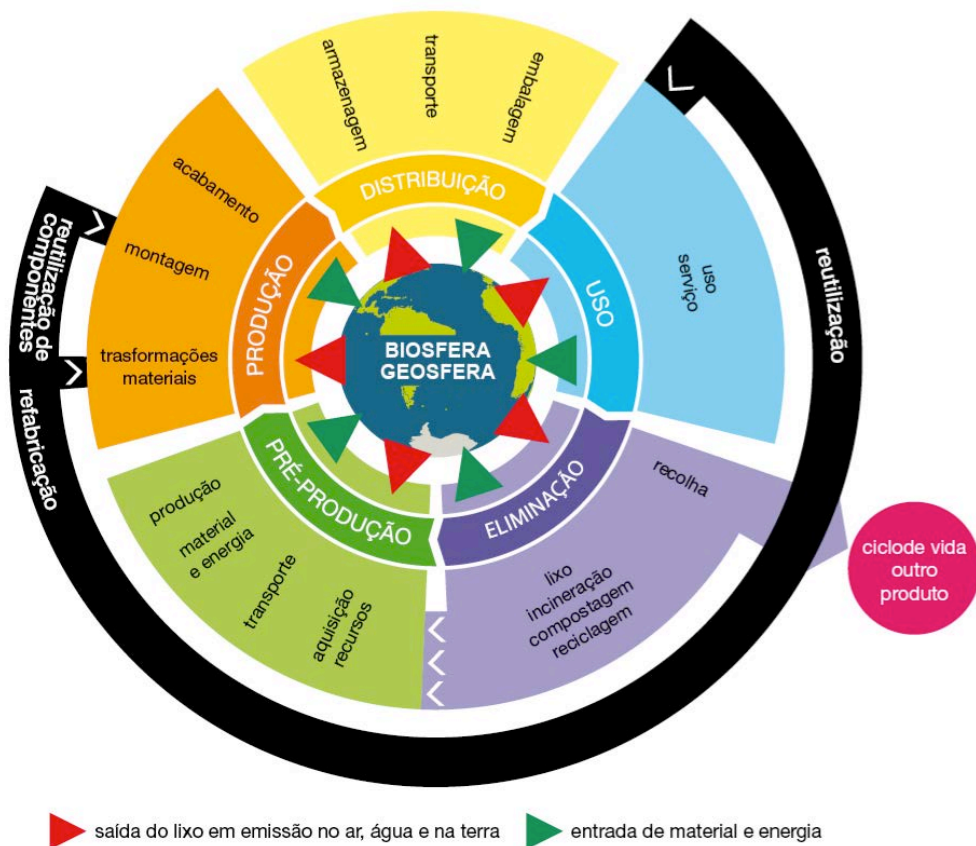 armazenagem
transporte
embalagem
DISTRIBUIÇÃO
acabamento
montagem
trasformações
materiais
PRODUÇÃO
reutilização de
componentes
refabricação
BIOSFERA
GEOSFERA
USO
uso
serviço
reutilização
PRÉ-PRODUÇÃO
produção
material
e energia
transporte
aquisição
recursos
ELIMINAÇÃO
recolha
lixo
incineração
compostagem
reciclagem
ciclode vida
outro
produto
saída do lixo em emissão no ar, água e na terra
entrada de material e energia